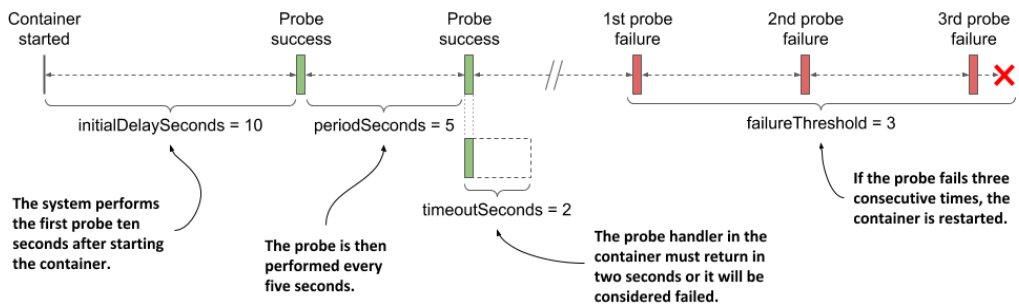 Container
started
Probe
success
Probe
success
1st probe
failure
2nd probe
failure
3rd probe
failure
initialDelaySeconds = 10
periodSeconds = 5
failureThreshold = 3
timeoutSeconds = 2
The system performs
the first probe ten
seconds after starting
the container.
The probe is then
performed every
five seconds.
The probe handler in the
container must return in
two seconds or it will be
considered failed.
If the probe fails three
consecutive times, the
container is restarted.